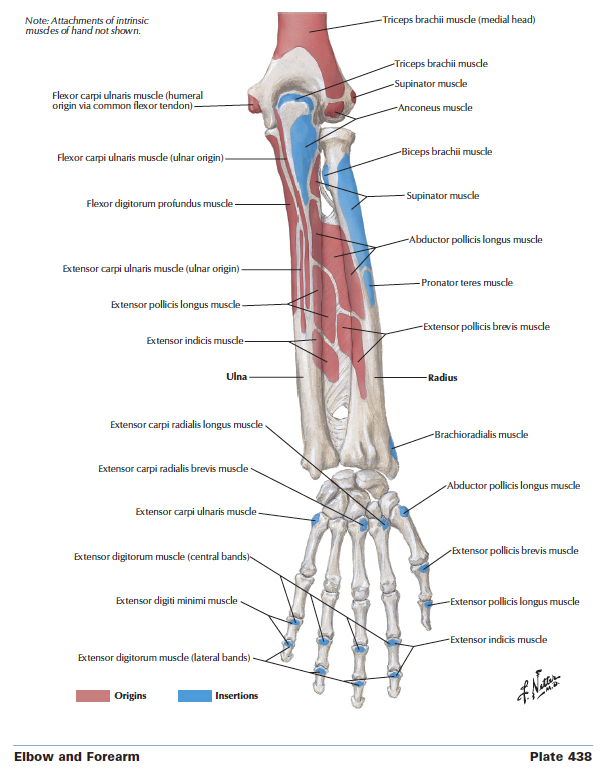 Note: Attachments of intrinsic
muscles of hand not shown.
Triceps brachii muscle (medial head)
Triceps brachii muscle
Supinator muscle
Flexor carpi ulnaris muscle (humeral
origin via common flexor tendon)
Anconeus muscle
Biceps brachii muscle
Flexor carpi ulnaris muscle (ulnar origin)
Supinator muscle
Flexor digitorum profundus muscle
Abductor pollicis longus muscle
Extensor carpi ulnaris muscle (ulnar origin)
Pronator teres muscle
Extensor pollicis longus muscle
Extensor pollicis brevis muscle
Extensor indicis muscle
Ulna
Radius
Extensor carpi radialis longus muscle
Brachioradialis muscle
Extensor carpi radialis brevis muscle
Abductor pollicis longus muscle
Extensor carpi ulnaris muscle
Extensor pollicis brevis muscle
Extensor digitorum muscle (central bands)
Extensor digiti minimi muscle
Extensor pollicis longus muscle
Extensor indicis muscle
Extensor digitorum muscle (lateral bands)
Origins
Insertions
F. Netter
M.D.
Elbow and Forearm
Plate 438